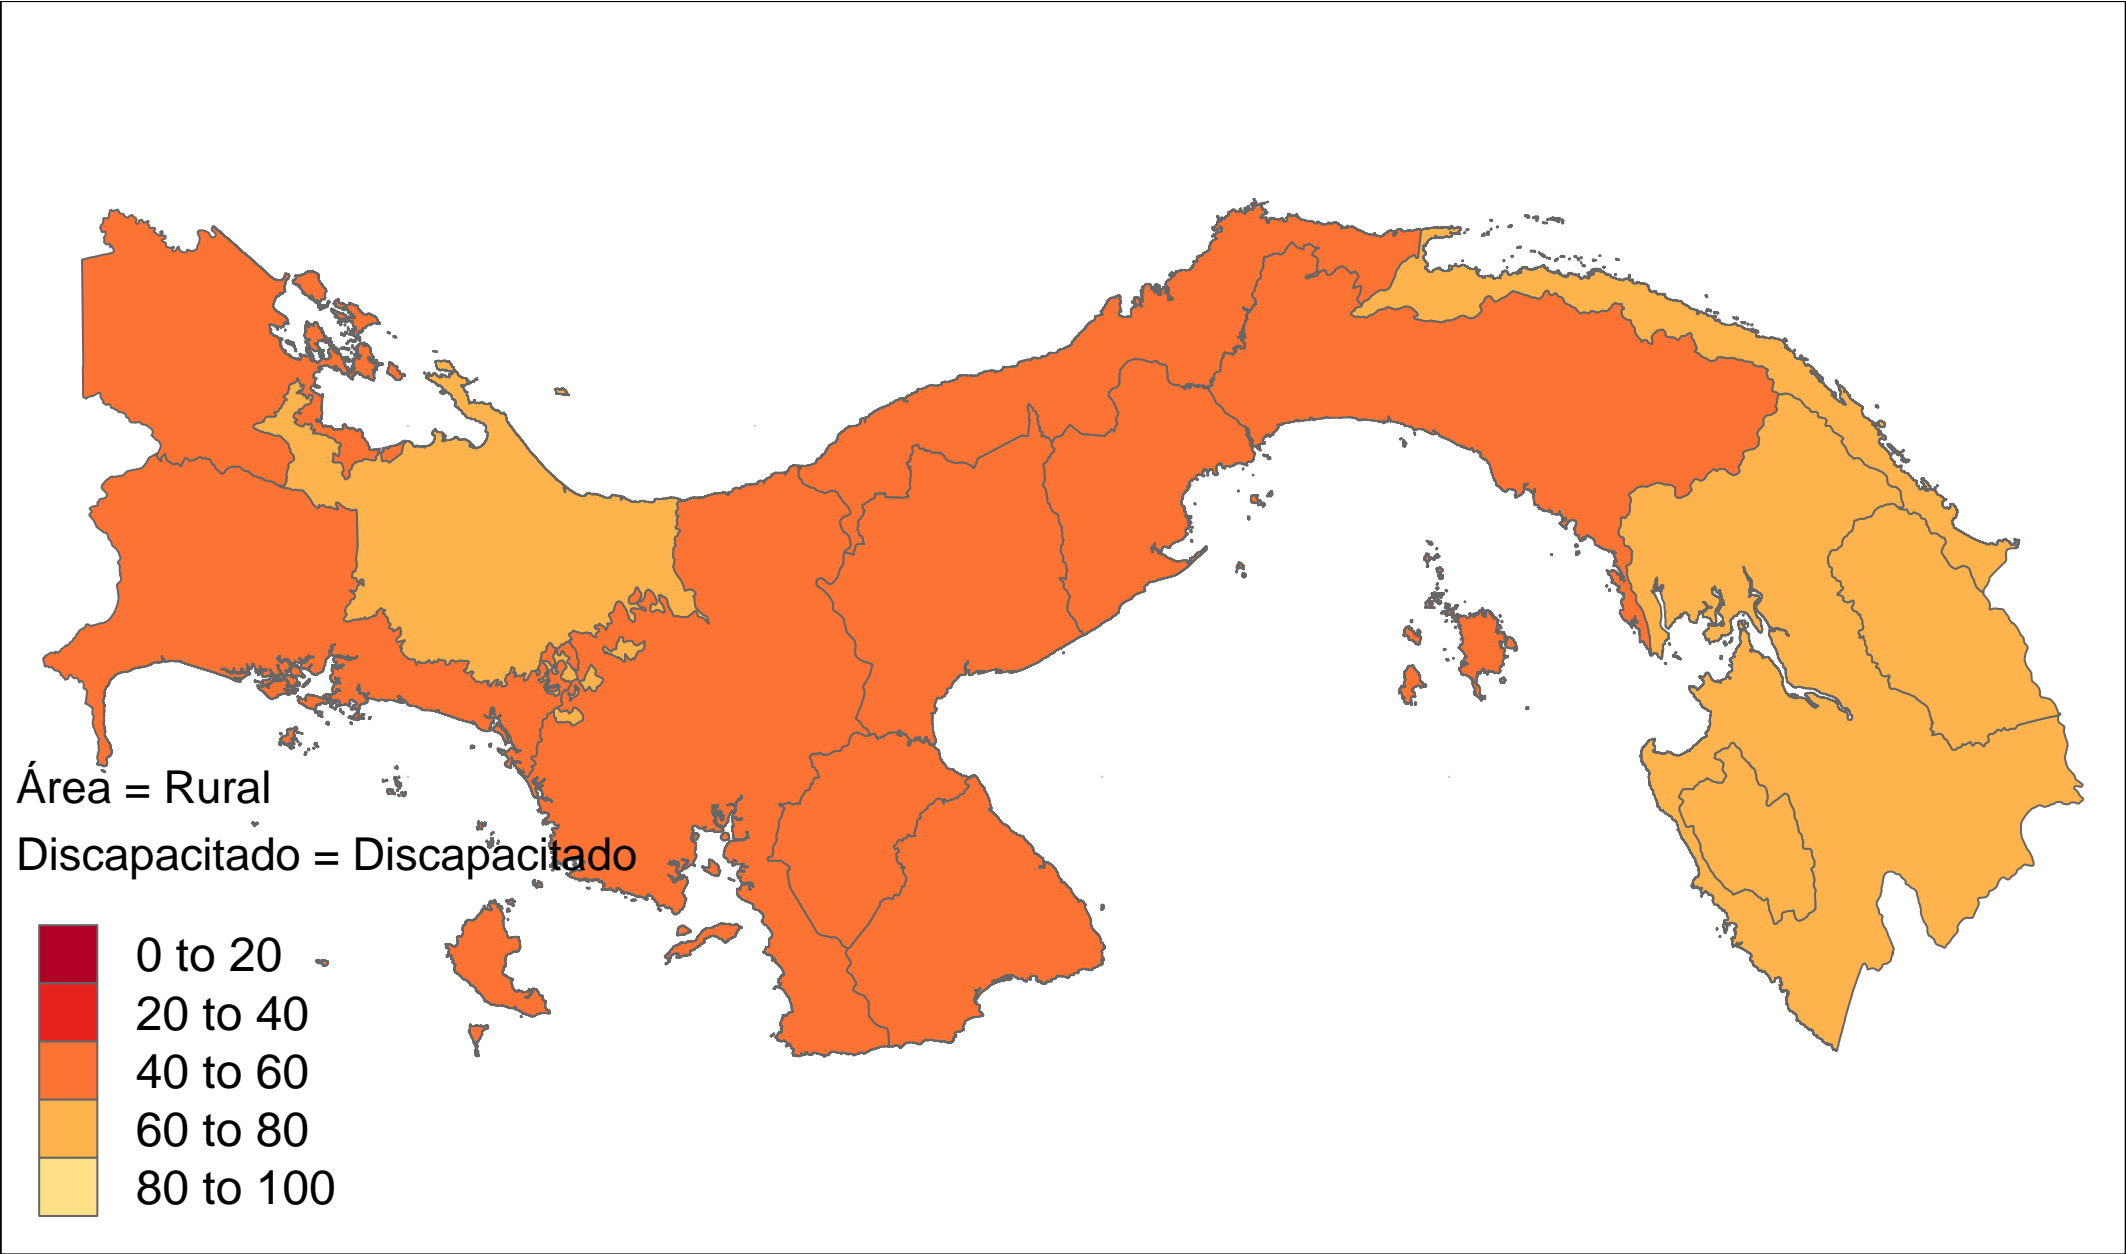 Área = Rural
Discapacitado = Discapacitado
0 to 20
20 to 40
40 to 60
60 to 80
80 to 100